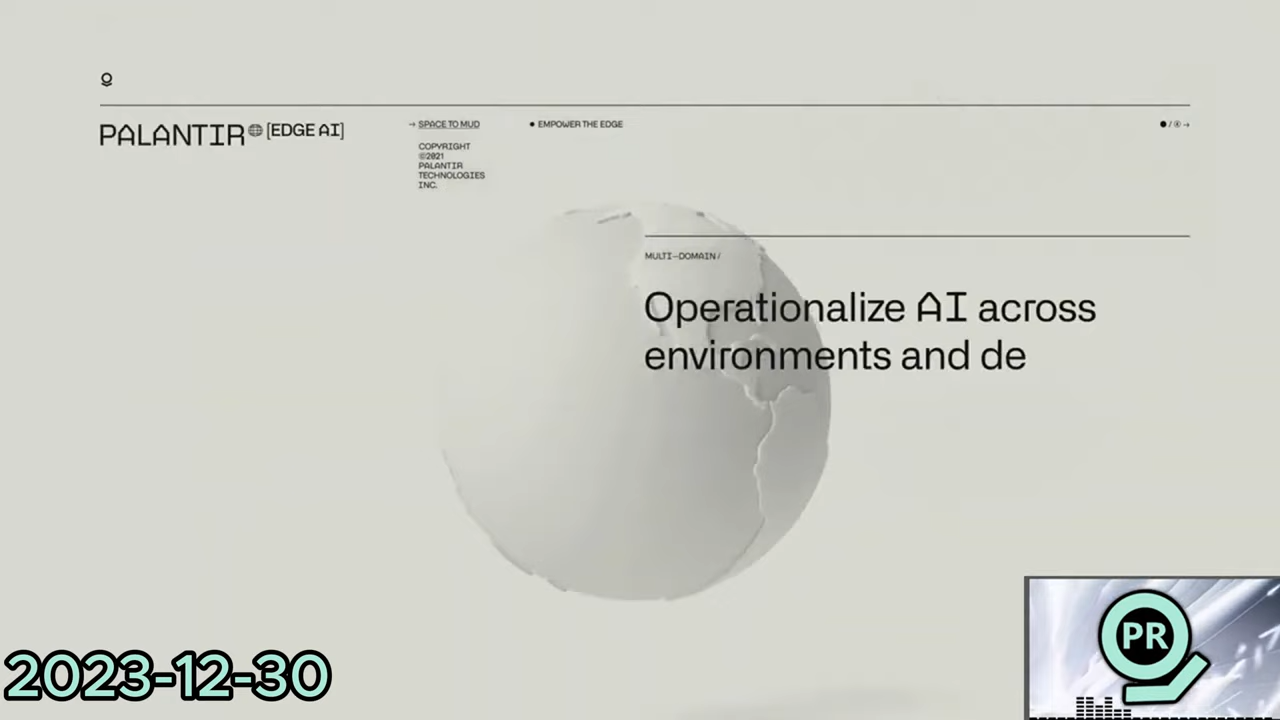 PALANTIR [EDGE AI]
→ SPACE TO MUD
● EMPOWER THE EDGE
COPYRIGHT
©2021
PALANTIR
TECHNOLOGIES
INC.
MULTI-DOMAIN /
Operationalize AI across
environments and de
2023-12-30
PR